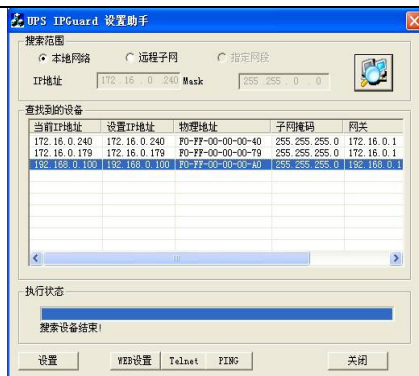 UPS IPGuard 设置助手
搜索范围
本地网络 远程子网 指定网段
IP地址 172 .16 . 0 .240 Mask 255 .255 . 0 . 0
查找到的设备
当前IP地址 设置IP地址 物理地址 子网掩码 网关
172.16.0.240 172.16.0.240 F0-FF-00-00-00-40 255.255.255.0 172.16.0.1
172.16.0.179 172.16.0.179 F0-FF-00-00-00-79 255.255.255.0 172.16.0.1
192.168.0.100 192.168.0.100 F0-FF-00-00-00-A0 255.255.255.0 192.168.0.1
执行状态
搜索设备结束!
设置 WEB设置 Telnet PING 关闭